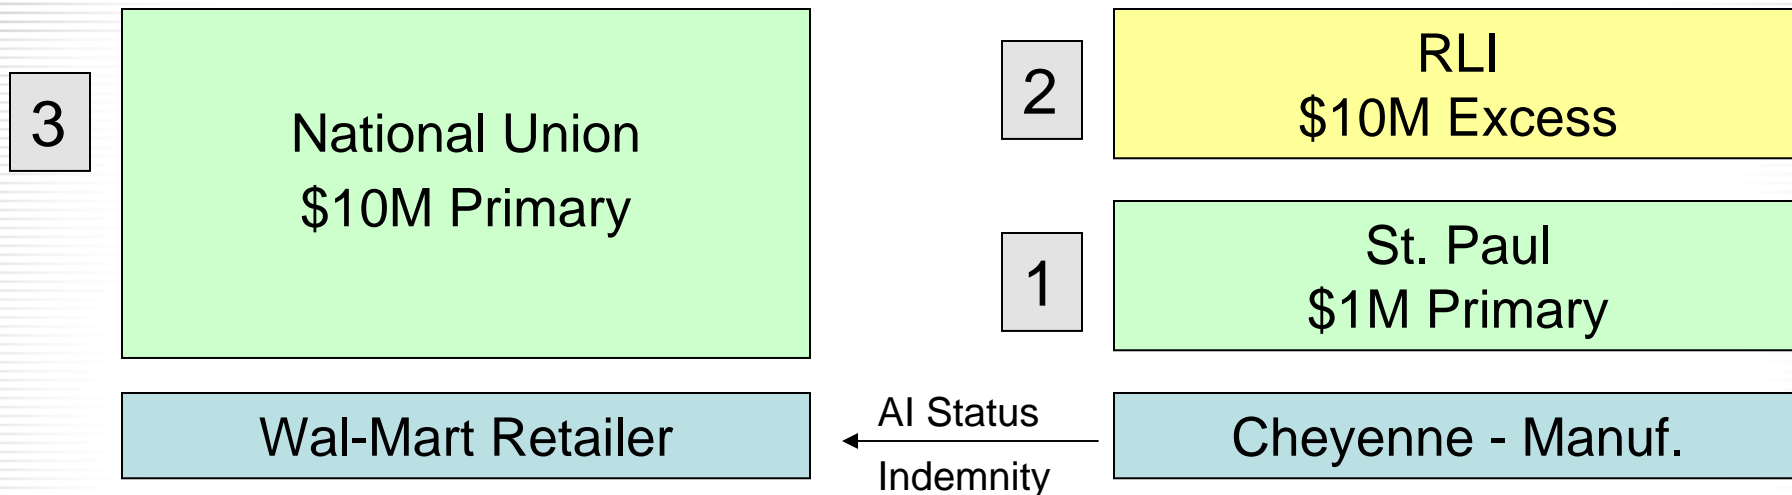 3
National Union
$10M Primary
2
RLI
$10M Excess
1
St. Paul
$1M Primary
Wal-Mart Retailer
AI Status
Indemnity
Cheyenne - Manuf.